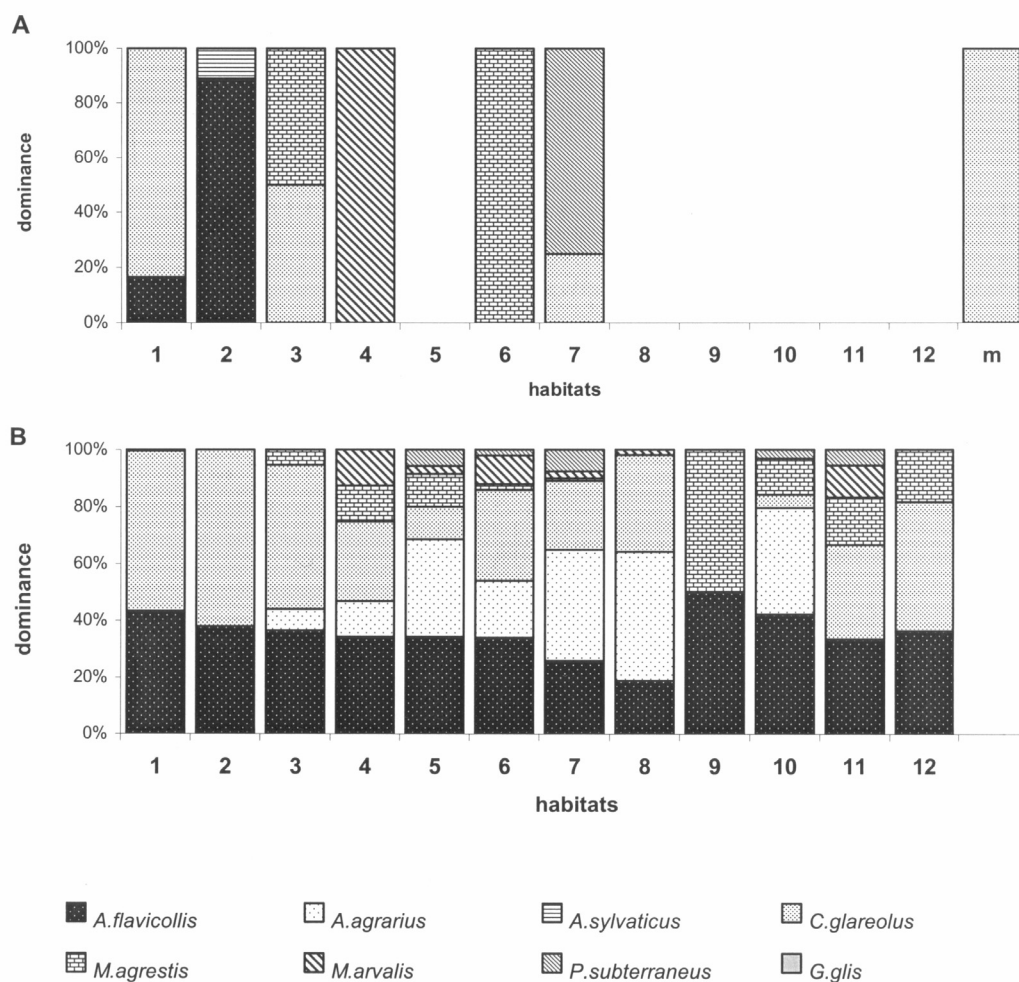 A
100%
80%
60%
40%
20%
0%
dominance
1 2 3 4 5 6 7 8 9 10 11 12 m
habitats
B
100%
80%
60%
40%
20%
0%
dominance
1 2 3 4 5 6 7 8 9 10 11 12
habitats
A.flavicollis A.agrarius A.sylvaticus C.glareolus
M.agrestis M.arvalis P.subterraneus G.glis